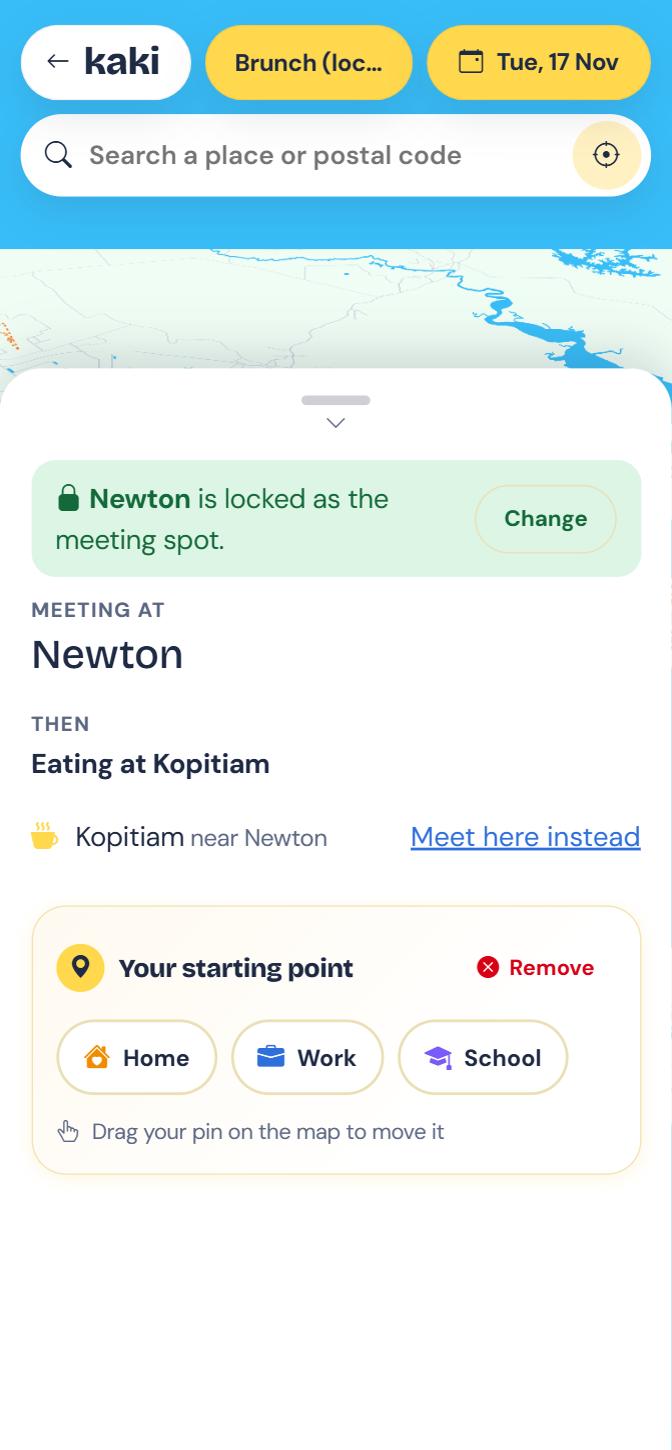 kaki
Brunch (loc...
Tue, 17 Nov
Search a place or postal code
Newton is locked as the
meeting spot.
Change
MEETING AT
Newton
THEN
Eating at Kopitiam
Kopitiam near Newton
Meet here instead
Your starting point
Remove
Home
Work
School
Drag your pin on the map to move it